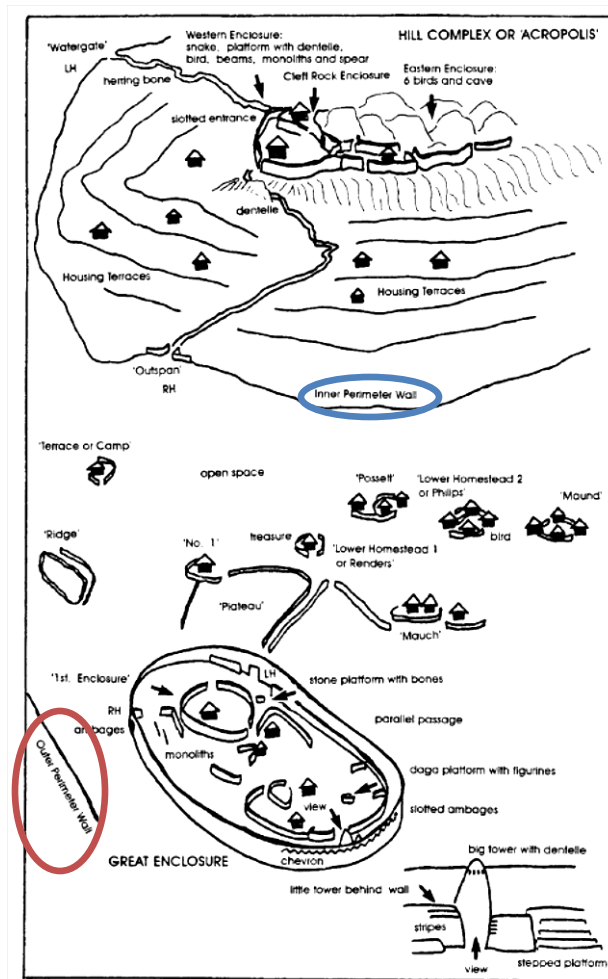 HILL COMPLEX OR 'ACROPOLIS'
'Watergate'
LH
Western Enclosure:
snake, platform with dentelle,
bird, beams, monoliths and spear
Cleft Rock Enclosure
Eastern Enclosure:
6 birds and cave
herring bone
slotted entrance
dentelle
Housing Terraces
Housing Terraces
'Outspan'
RH
Inner Perimeter Wall
'Terrace or Camp'
open space
'Posselt'
'Lower Homestead 2
or Philips'
'Mound'
bird
'Ridge'
'No. 1'
treasure
'Lower Homestead 1
or Renders'
'Plateau'
'Mauch'
'1st. Enclosure'
LH
stone platform with bones
RH
ambages
parallel passage
monoliths
daga platform with figurines
view
slotted ambages
Outer Perimeter Wall
GREAT ENCLOSURE
chevron
big tower with dentelle
little tower behind wall
stripes
stepped platform
view